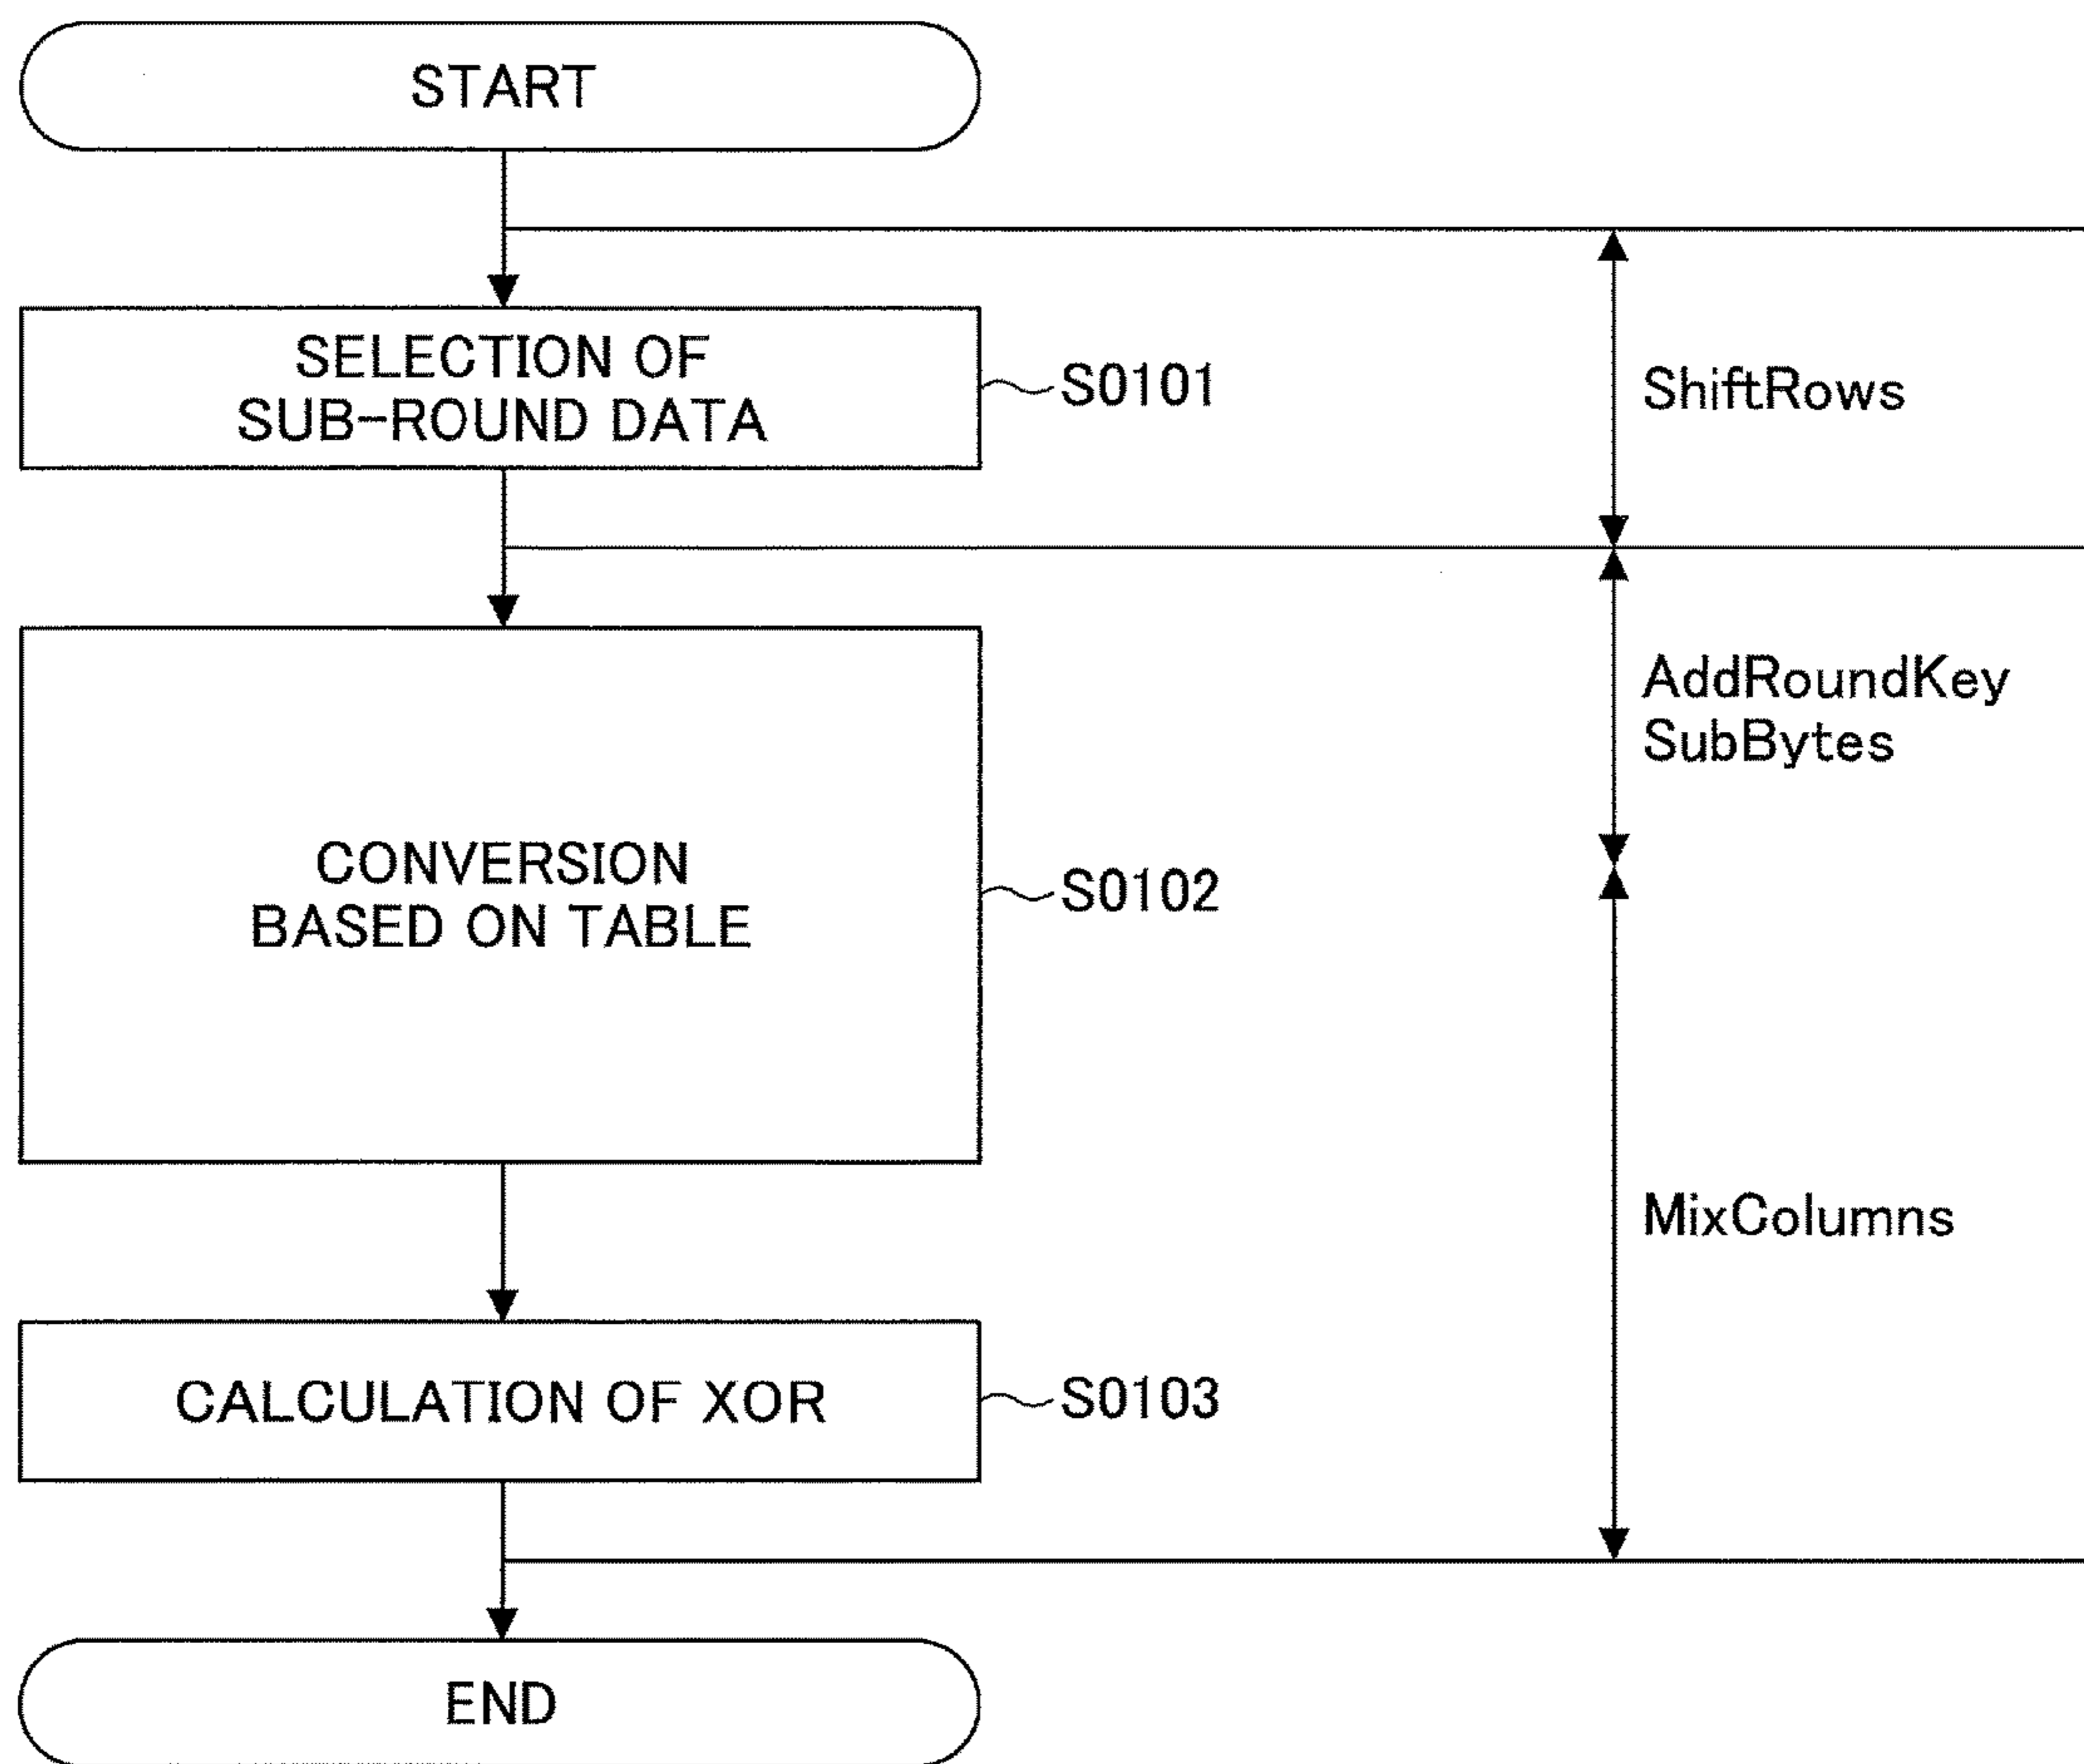 START
SELECTION OF
SUB-ROUND DATA
S0101
ShiftRows
AddRoundKey
SubBytes
CONVERSION
BASED ON TABLE
S0102
MixColumns
CALCULATION OF XOR
S0103
END